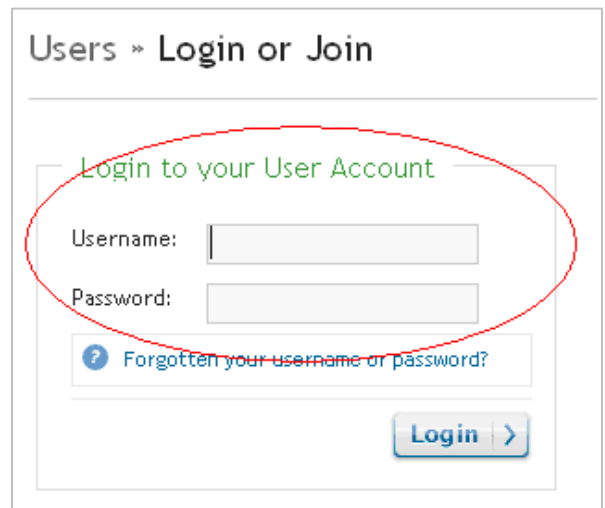 Users » Login or Join
Login to your User Account
Username:
Password:
? Forgotten your username or password?
Login >